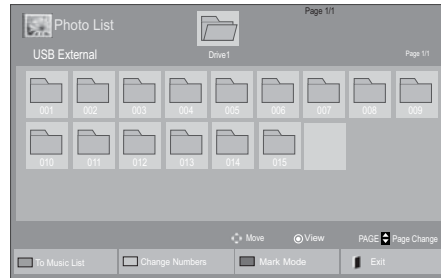 Page 1/1
Photo List
USB External
Drive1
Page 1/1
001 002 003 004 005 006 007 008 009
010 011 012 013 014 015
Move View PAGE Page Change
To Music List Change Numbers Mark Mode Exit